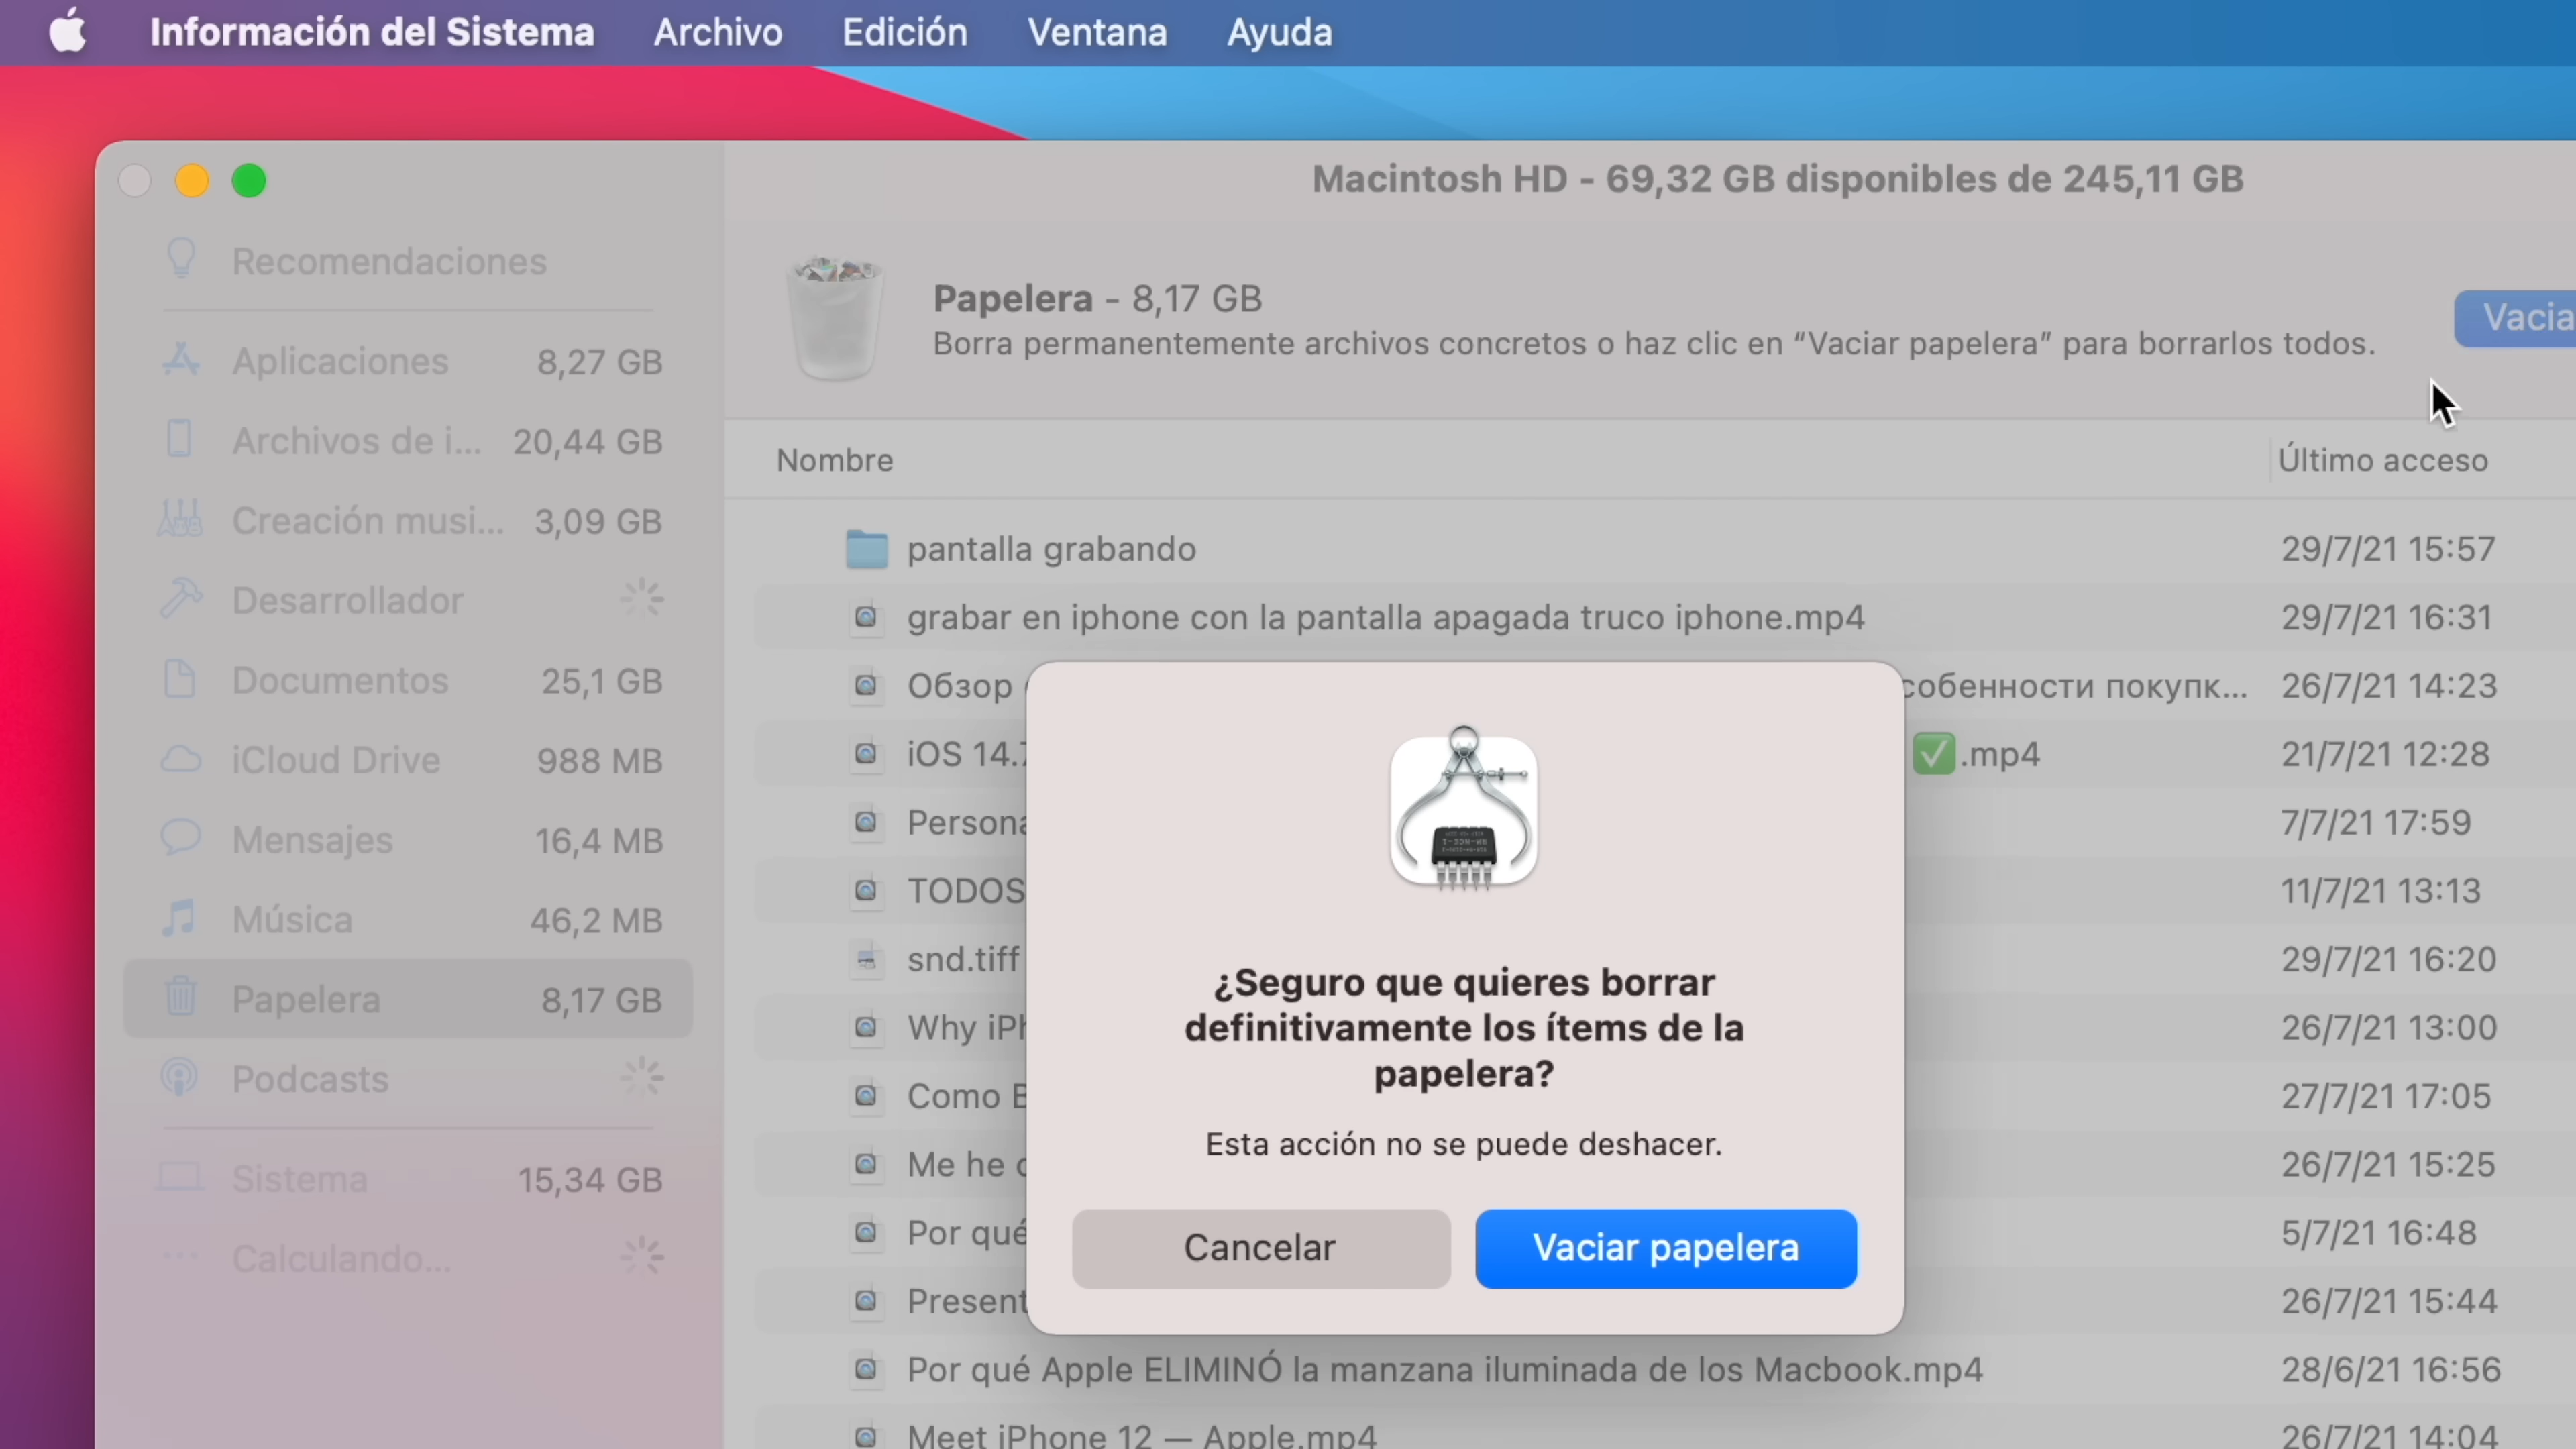 Información del Sistema Archivo Edición Ventana Ayuda
Macintosh HD - 69,32 GB disponibles de 245,11 GB
Recomendaciones
Aplicaciones 8,27 GB
Archivos de i... 20,44 GB
Creación musi... 3,09 GB
Desarrollador
Documentos 25,1 GB
iCloud Drive 988 MB
Mensajes 16,4 MB
Música 46,2 MB
Papelera 8,17 GB
Podcasts
Sistema 15,34 GB
Calculando...
Papelera - 8,17 GB
Borra permanentemente archivos concretos o haz clic en “Vaciar papelera” para borrarlos todos.
Nombre Último acceso
pantalla grabando 29/7/21 15:57
grabar en iphone con la pantalla apagada truco iphone.mp4 29/7/21 16:31
Обзор собенности покупк... 26/7/21 14:23
iOS 14.7 ✅.mp4 21/7/21 12:28
Persona 7/7/21 17:59
TODOS 11/7/21 13:13
snd.tiff 29/7/21 16:20
Why iPh 26/7/21 13:00
Como 27/7/21 17:05
Me he 26/7/21 15:25
Por qué 5/7/21 16:48
Present 26/7/21 15:44
Por qué Apple ELIMINÓ la manzana iluminada de los Macbook.mp4 28/6/21 16:56
Meet iPhone 12 — Apple.mp4 26/7/21 14:04
¿Seguro que quieres borrar
definitivamente los ítems de la
papelera?
Esta acción no se puede deshacer.
Cancelar Vaciar papelera